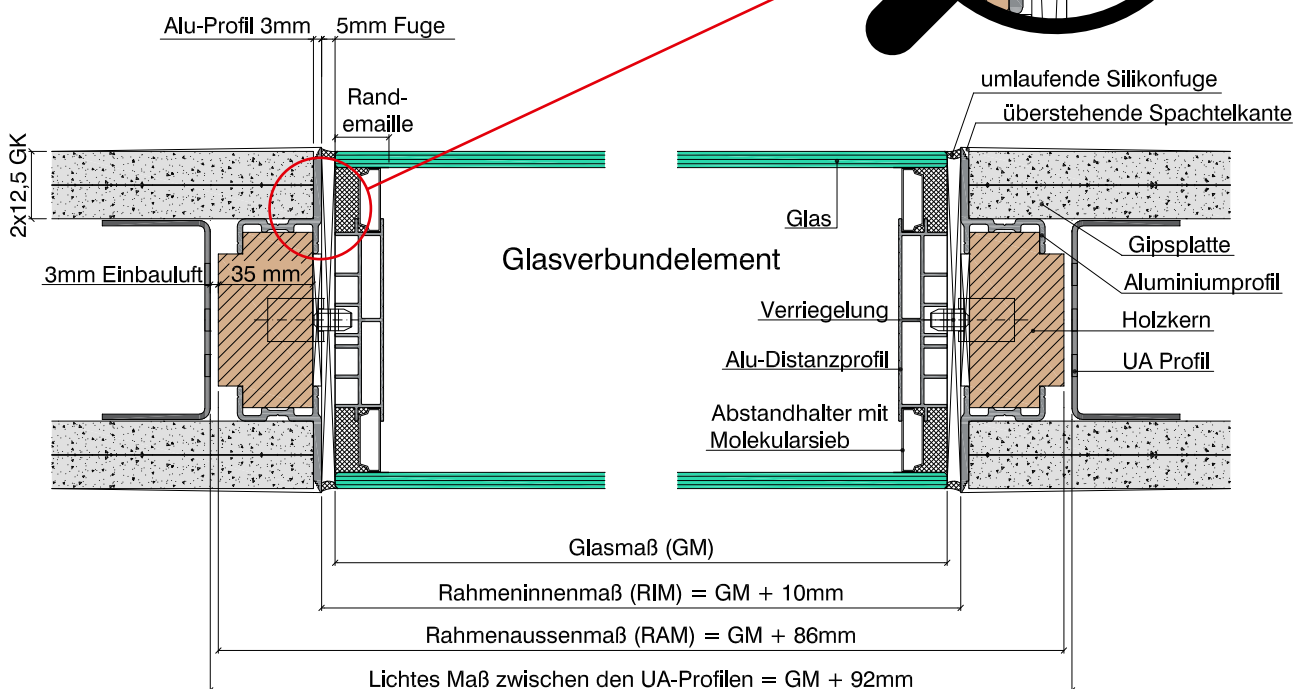 Alu-Profil 3mm
5mm Fuge
Rand-
emaille
umlaufende Silikonfuge
überstehende Spachtelkante
2x12,5 GK
Glas
Glasverbundelement
Gipsplatte
3mm Einbauluft
35 mm
Aluminiumprofil
Verriegelung
Holzkern
Alu-Distanzprofil
UA Profil
Abstandhalter mit
Molekularsieb
Glasmaß (GM)
Rahmeninnenmaß (RIM) = GM + 10mm
Rahmenaussenmaß (RAM) = GM + 86mm
Lichtes Maß zwischen den UA-Profilen = GM + 92mm